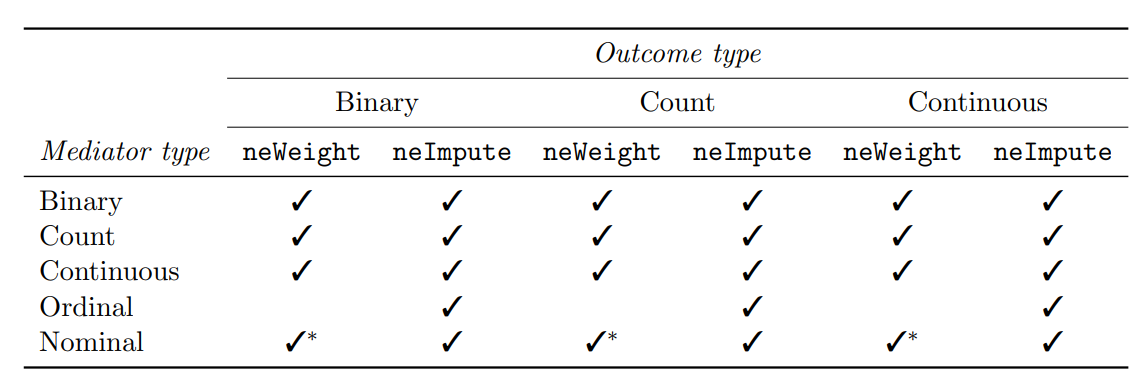 Outcome type
Binary Count Continuous
Mediator type neWeight neImpute neWeight neImpute neWeight neImpute
Binary ✓ ✓ ✓ ✓ ✓ ✓
Count ✓ ✓ ✓ ✓ ✓ ✓
Continuous ✓ ✓ ✓ ✓ ✓ ✓
Ordinal ✓ ✓ ✓
Nominal ✓* ✓ ✓* ✓ ✓* ✓